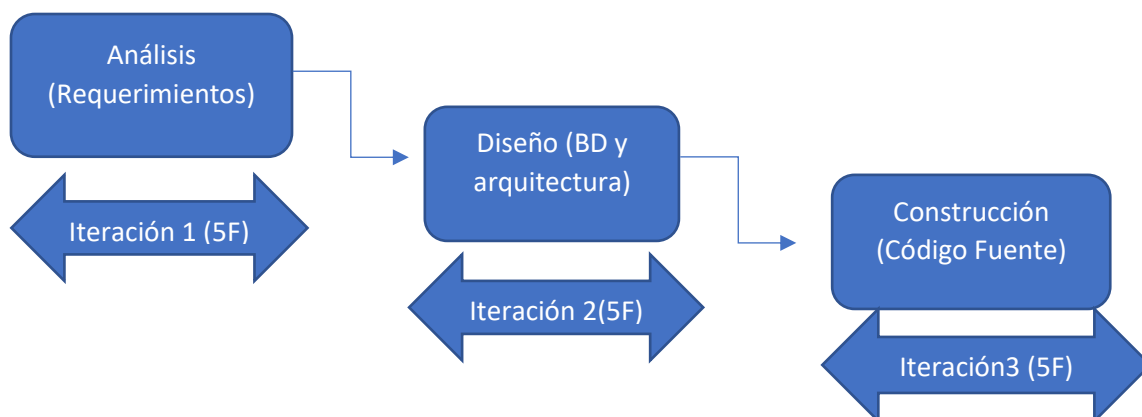 Análisis
(Requerimientos)
Iteración 1 (5F)
Diseño (BD y
arquitectura)
Iteración 2(5F)
Construcción
(Código Fuente)
Iteración3 (5F)